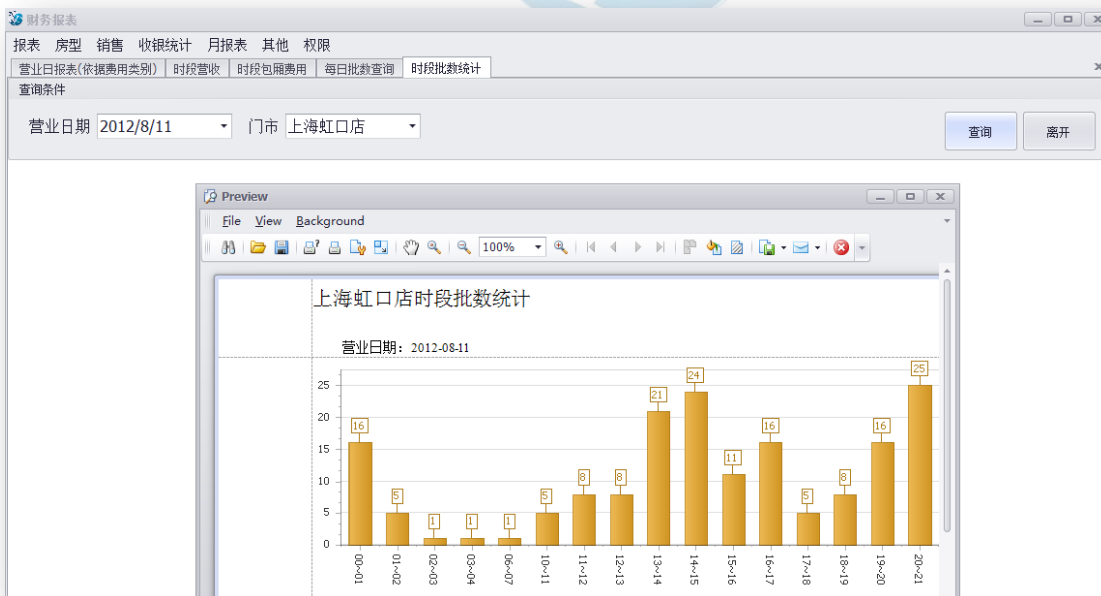 财务报表
报表 房型 销售 收银统计 月报表 其他 权限
营业日报表(依据费用类别) 时段营收 时段包厢费用 每日批数查询 时段批数统计
查询条件
营业日期 2012/8/11 门市 上海虹口店 查询 离开
Preview
File View Background
100%
上海虹口店时段批数统计
营业日期：2012-08-11
25
20
15
10
5
0
16 5 1 1 1 5 8 8 21 24 11 16 5 8 16 25
00~01 01~02 02~03 03~04 06~07 10~11 11~12 12~13 13~14 14~15 15~16 16~17 17~18 18~19 19~20 20~21